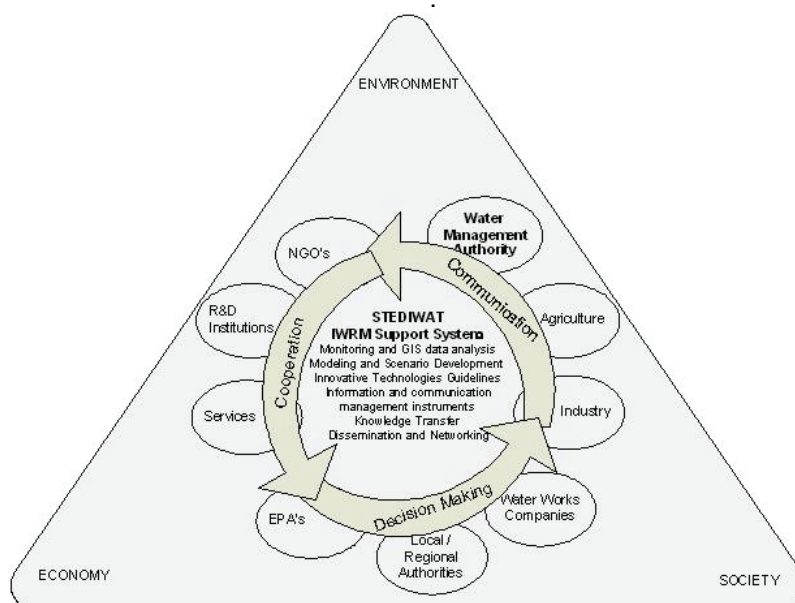 ENVIRONMENT
Water
Management
Authority
NGO's
Communication
R&D
Institutions
Agriculture
STEDIWAT
IWRM Support System
Monitoring and GIS data analysis
Modeling and Scenario Development
Innovative Technologies Guidelines
Information and communication
management instruments
Knowledge Transfer
Dissemination and Networking
Cooperation
Services
Industry
Decision Making
EPA's
Water Works
Companies
Local /
Regional
Authorities
ECONOMY
SOCIETY